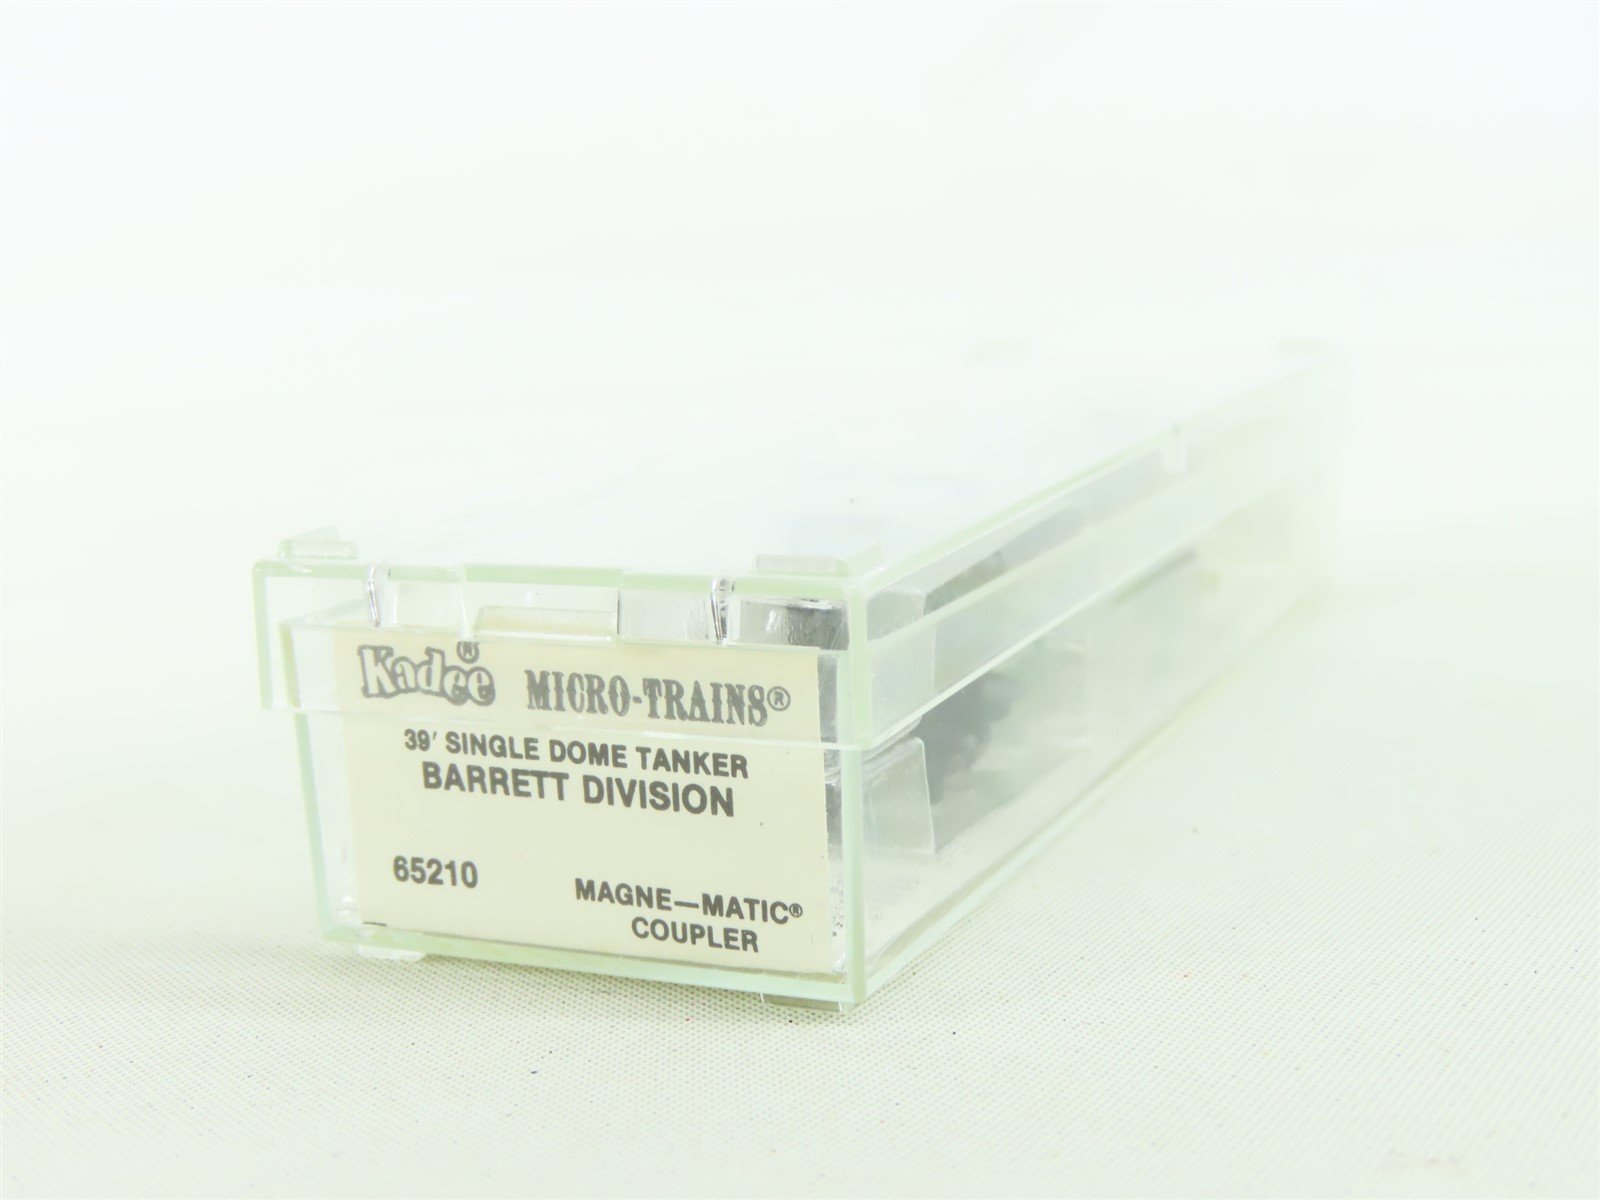 Kadee® MICRO-TRAINS®
39' SINGLE DOME TANKER
BARRETT DIVISION
65210
MAGNE—MATIC®
COUPLER